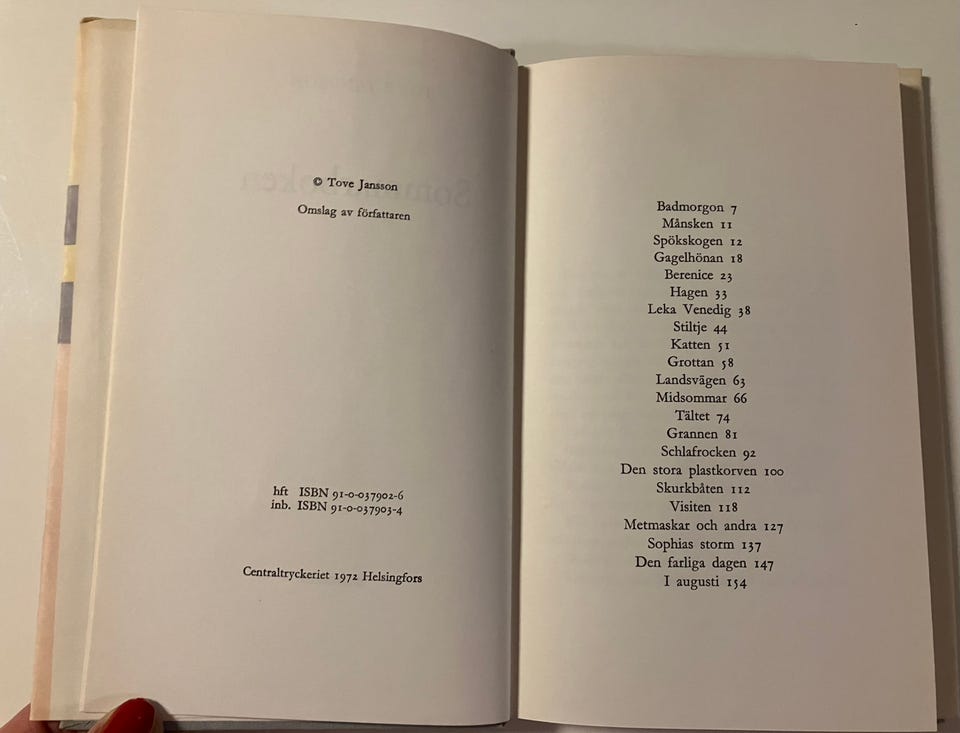 © Tove Jansson
Omslag av författaren
hft ISBN 91-0-037902-6
inb. ISBN 91-0-037903-4
Centraltryckeriet 1972 Helsingfors
Badmorgon 7
Månsken 11
Spökskogen 12
Gagelhönan 18
Berenice 23
Hagen 33
Leka Venedig 38
Stiltje 44
Katten 51
Grottan 58
Landsvägen 63
Midsommar 66
Tältet 74
Grannen 81
Schlafrocken 92
Den stora plastkorven 100
Skurkbåten 112
Visiten 118
Metmaskar och andra 127
Sophias storm 137
Den farliga dagen 147
I augusti 154